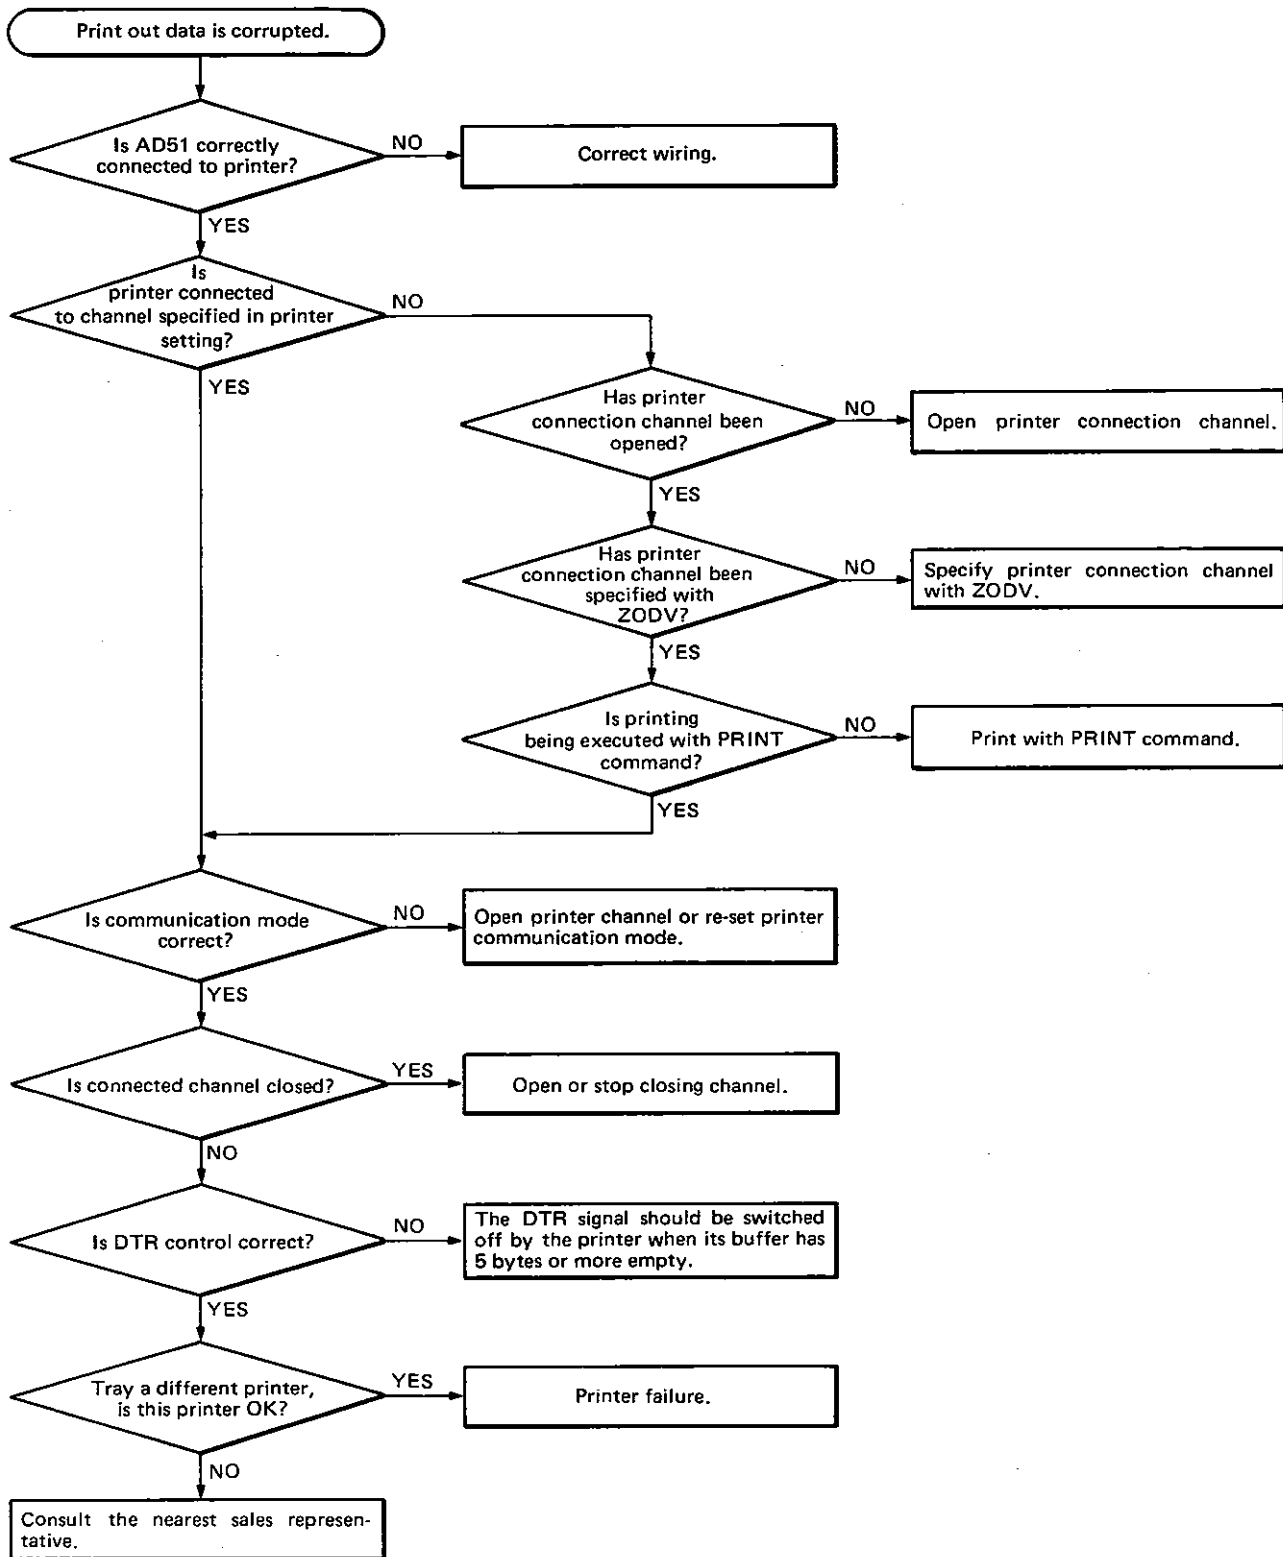 Print out data is corrupted.
Is AD51 correctly
connected to printer?
NO
Correct wiring.
YES
Is
printer connected
to channel specified in printer
setting?
NO
YES
Has printer
connection channel been
opened?
NO
Open printer connection channel.
YES
Has printer
connection channel been
specified with
ZODV?
NO
Specify printer connection channel
with ZODV.
YES
Is printing
being executed with PRINT
command?
NO
Print with PRINT command.
YES
Is communication mode
correct?
NO
Open printer channel or re-set printer
communication mode.
YES
Is connected channel closed?
YES
Open or stop closing channel.
NO
Is DTR control correct?
NO
The DTR signal should be switched
off by the printer when its buffer has
5 bytes or more empty.
YES
Tray a different printer,
is this printer OK?
YES
Printer failure.
NO
Consult the nearest sales represen-
tative.